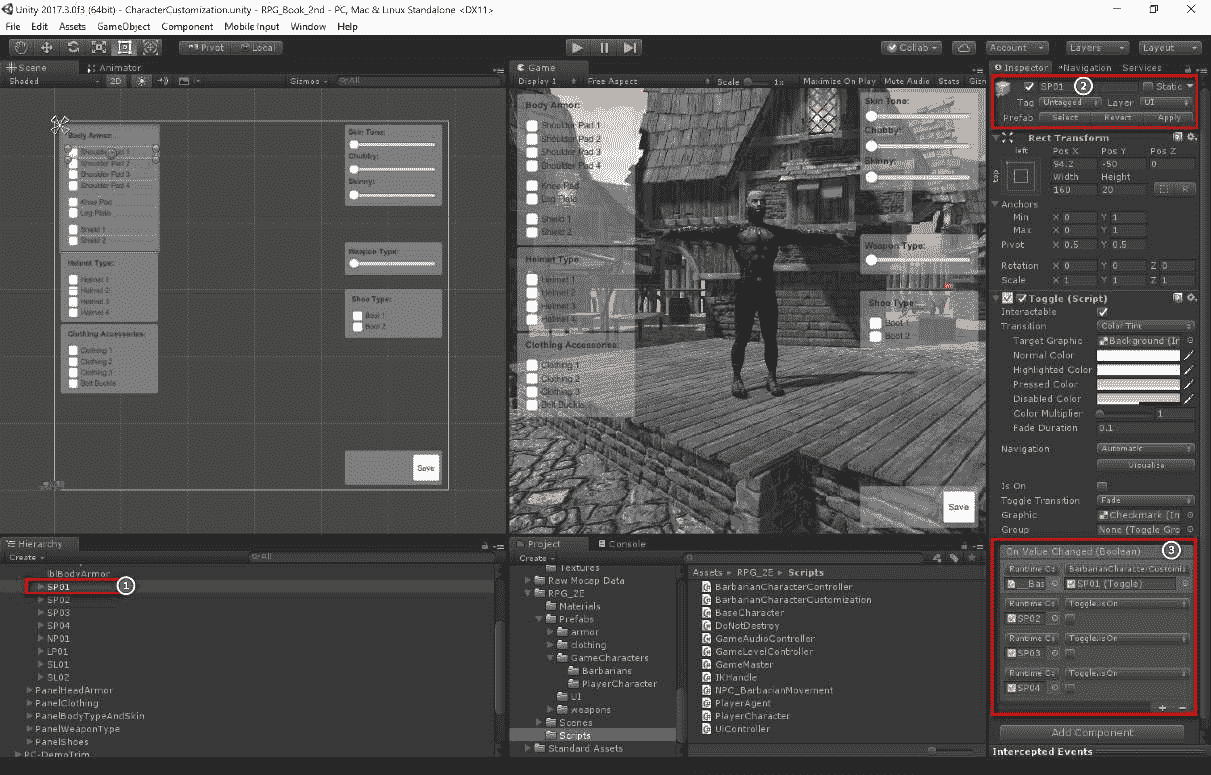 Unity 2017.3.0f3 (64bit) - CharacterCustomization.unity - RPG_Book_2nd - PC, Mac & Linux Standalone <DX11>
File Edit Assets GameObject Component Mobile Input Window Help
Pivot Local Collab Account Layers Layout
Scene Animator
Shaded 2D Gizmos All
Body Armor:
Shoulder Pad 1
Shoulder Pad 2
Shoulder Pad 3
Shoulder Pad 4
Knee Pad
Leg Plate
Shield 1
Shield 2
Helmet Type:
Helmet 1
Helmet 2
Helmet 3
Helmet 4
Clothing Accessories:
Clothing 1
Clothing 2
Clothing 3
Belt Buckle
Skin Tone:
Chubby:
Skinny:
Weapon Type:
Shoe Type:
Boot 1
Boot 2
Save
Game
Display 1 Free Aspect Scale 1x Maximize On Play Mute Audio Stats
Body Armor:
Shoulder Pad 1
Shoulder Pad 2
Shoulder Pad 3
Shoulder Pad 4
Knee Pad
Leg Plate
Shield 1
Shield 2
Helmet Type
Helmet 1
Helmet 2
Helmet 3
Helmet 4
Clothing Accessories:
Clothing 1
Clothing 2
Clothing 3
Belt Buckle
Skin Tone:
Chubby:
Skinny:
Weapon Type:
Shoe Type
Boot 1
Boot 2
Save
Inspector Navigation Services
SP01 2 Static
Tag Untagged Layer UI
Prefab Select Revert Apply
Rect Transform
left Pos X Pos Y Pos Z
top 94.2 -50 0
Width Height
160 20 R
Anchors
Min X 0 Y 1
Max X 0 Y 1
Pivot X 0.5 Y 0.5
Rotation X 0 Y 0 Z 0
Scale X 1 Y 1 Z 1
Toggle (Script)
Interactable
Transition Color Tint
Target Graphic Background (Ir
Normal Color
Highlighted Color
Pressed Color
Disabled Color
Color Multiplier 1
Fade Duration 0.1
Navigation Automatic
Visualize
Is On
Toggle Transition Fade
Graphic Checkmark (In
Group None (Toggle Gro
On Value Changed (Boolean) 3
Runtime Co BarbarianCharacterCustomiz
__Bas SP01 (Toggle)
Runtime Co Toggle.isOn
SP02
Runtime Co Toggle.isOn
SP03
Runtime Co Toggle.isOn
SP04
Add Component
Intercepted Events
Hierarchy
Create All
lblBodyArmor
SP01 1
SP02
SP03
SP04
NP01
LP01
SL01
SL02
PanelHeadArmor
PanelClothing
PanelBodyTypeAndSkin
PanelWeaponType
PanelShoes
PC-DemoTrim
Project Console
Create
Textures
Raw Mocap Data
RPG_2E
Materials
Prefabs
armor
clothing
GameCharacters
Barbarians
PlayerCharacter
UI
weapons
Scenes
Scripts
Standard Assets
Assets RPG_2E Scripts
BarbarianCharacterController
BarbarianCharacterCustomization
BaseCharacter
DoNotDestroy
GameAudioController
GameLevelController
GameMaster
IKHandle
NPC_BarbarianMovement
PlayerAgent
PlayerCharacter
UiController